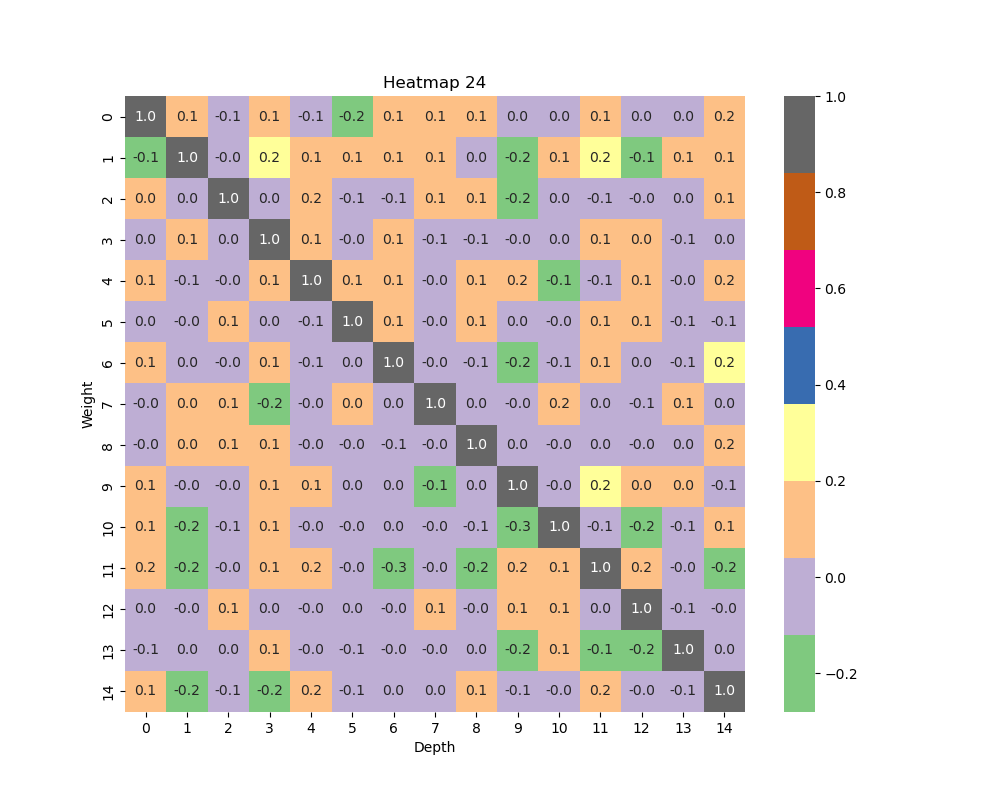 Heatmap 24
0 1.0 0.1 -0.1 0.1 -0.1 -0.2 0.1 0.1 0.1 0.0 0.0 0.1 0.0 0.0 0.2
1 -0.1 1.0 -0.0 0.2 0.1 0.1 0.1 0.1 0.0 -0.2 0.1 0.2 -0.1 0.1 0.1
2 0.0 0.0 1.0 0.0 0.2 -0.1 -0.1 0.1 0.1 -0.2 0.0 -0.1 -0.0 0.0 0.1
3 0.0 0.1 0.0 1.0 0.1 -0.0 0.1 -0.1 -0.1 -0.0 0.0 0.1 0.0 -0.1 0.0
4 0.1 -0.1 -0.0 0.1 1.0 0.1 0.1 -0.0 0.1 0.2 -0.1 -0.1 0.1 -0.0 0.2
5 0.0 -0.0 0.1 0.0 -0.1 1.0 0.1 -0.0 0.1 0.0 -0.0 0.1 0.1 -0.1 -0.1
6 0.1 0.0 -0.0 0.1 -0.1 0.0 1.0 -0.0 -0.1 -0.2 -0.1 0.1 0.0 -0.1 0.2
7 -0.0 0.0 0.1 -0.2 -0.0 0.0 0.0 1.0 0.0 -0.0 0.2 0.0 -0.1 0.1 0.0
8 -0.0 0.0 0.1 0.1 -0.0 -0.0 -0.1 -0.0 1.0 0.0 -0.0 0.0 -0.0 0.0 0.2
9 0.1 -0.0 -0.0 0.1 0.1 0.0 0.0 -0.1 0.0 1.0 -0.0 0.2 0.0 0.0 -0.1
10 0.1 -0.2 -0.1 0.1 -0.0 -0.0 0.0 -0.0 -0.1 -0.3 1.0 -0.1 -0.2 -0.1 0.1
11 0.2 -0.2 -0.0 0.1 0.2 -0.0 -0.3 -0.0 -0.2 0.2 0.1 1.0 0.2 -0.0 -0.2
12 0.0 -0.0 0.1 0.0 -0.0 -0.0 0.0 0.1 -0.0 0.1 0.1 0.0 1.0 -0.1 -0.0
13 -0.1 0.0 0.0 0.1 -0.0 -0.1 -0.0 -0.0 0.0 -0.2 0.1 -0.1 -0.2 1.0 0.0
14 0.1 -0.2 -0.1 -0.2 0.2 -0.1 0.0 0.0 0.1 -0.1 -0.0 0.2 -0.0 -0.1 1.0
0 1 2 3 4 5 6 7 8 9 10 11 12 13 14
Depth
Weight
1.0
0.8
0.6
0.4
0.2
0.0
−0.2